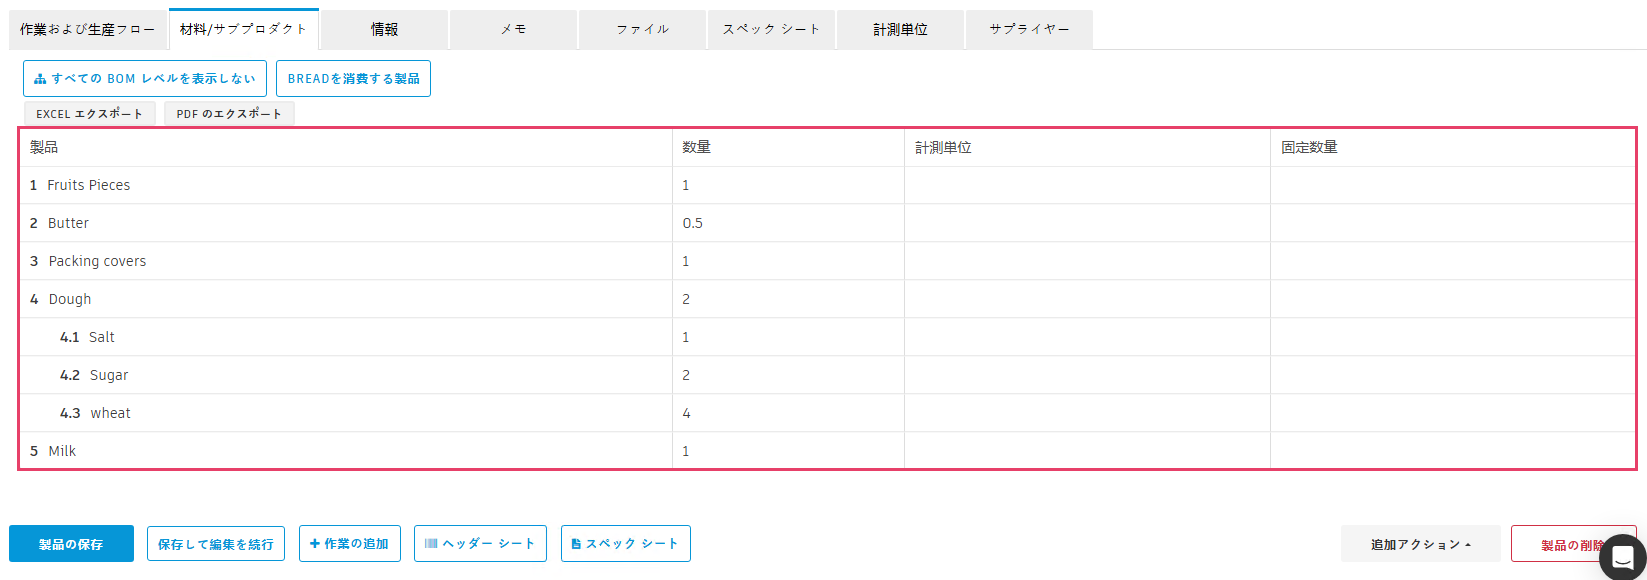 作業および生産フロー 材料/サブプロダクト 情報 メモ ファイル スペック シート 計測単位 サプライヤー
すべての BOM レベルを表示しない BREADを消費する製品
EXCEL エクスポート PDF のエクスポート
製品 数量 計測単位 固定数量
1 Fruits Pieces 1
2 Butter 0.5
3 Packing covers 1
4 Dough 2
4.1 Salt 1
4.2 Sugar 2
4.3 wheat 4
5 Milk 1
製品の保存 保存して編集を続行 作業の追加 ヘッダー シート スペック シート 追加アクション 製品の削除